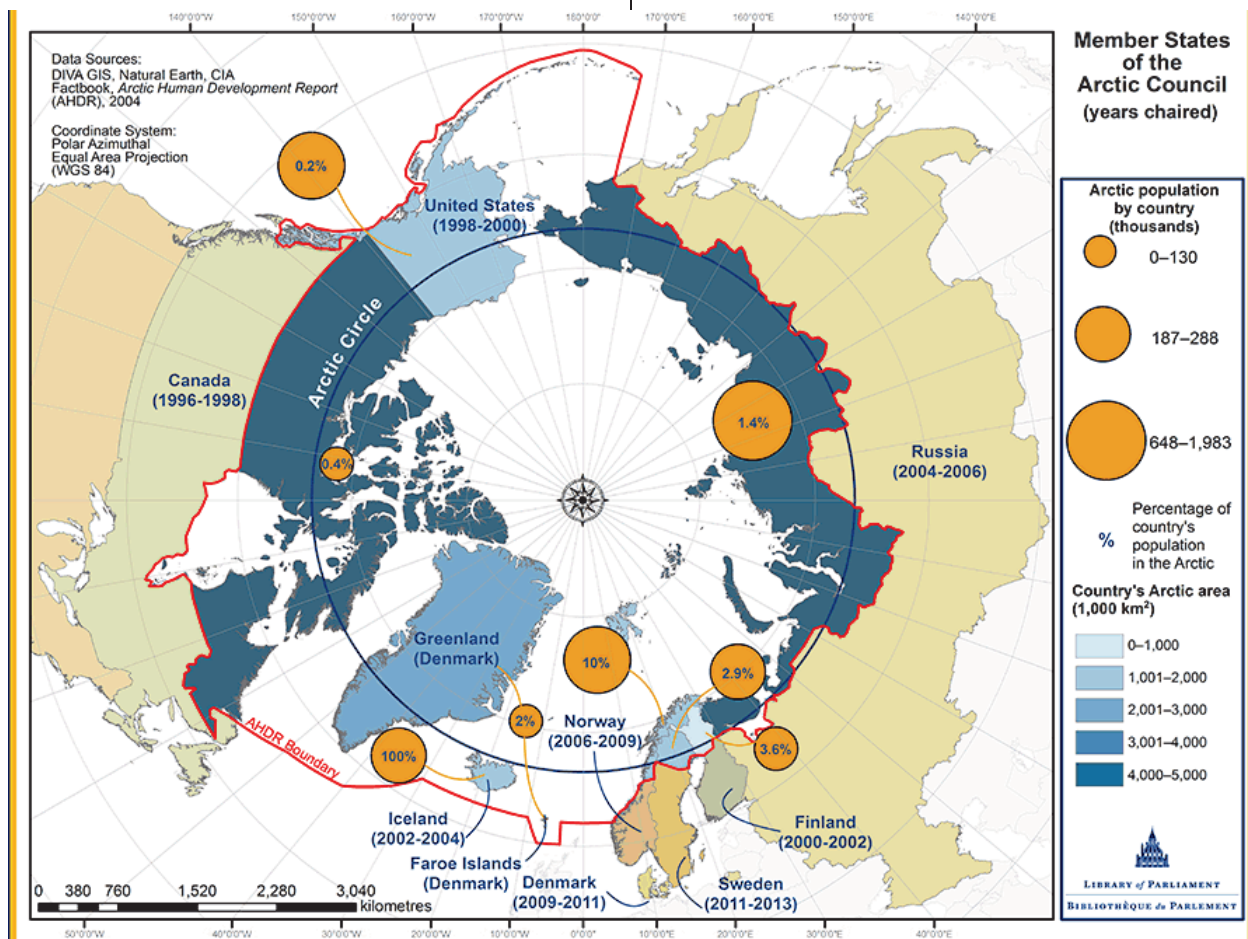 140°0'0"W
150°0'0"W
160°0'0"W
170°0'0"W
180°0'0"
170°0'0"E
160°0'0"E
150°0'0"E
140°0'0"E
Data Sources:
DIVA GIS, Natural Earth, CIA
Factbook, Arctic Human Development Report
(AHDR), 2004
Coordinate System:
Polar Azimuthal
Equal Area Projection
(WGS 84)
0.2%
United States
(1998-2000)
Arctic Circle
Canada
(1996-1998)
0.4%
1.4%
Russia
(2004-2006)
Greenland
(Denmark)
10%
2.9%
2%
Norway
(2006-2009)
3.6%
AHDR Boundary
100%
Iceland
(2002-2004)
Faroe Islands
(Denmark)
Denmark
(2009-2011)
Sweden
(2011-2013)
Finland
(2000-2002)
0 380 760 1,520 2,280 3,040
kilometres
50°0'0"W
40°0'0"W
30°0'0"W
20°0'0"W
10°0'0"W
0°0'0"
10°0'0"E
20°0'0"E
30°0'0"E
40°0'0"E
Member States
of the
Arctic Council
(years chaired)
Arctic population
by country
(thousands)
0–130
187–288
648–1,983
% Percentage of
country's
population
in the Arctic
Country's Arctic area
(1,000 km²)
0–1,000
1,001–2,000
2,001–3,000
3,001–4,000
4,000–5,000
LIBRARY of PARLIAMENT
BIBLIOTHÈQUE du PARLEMENT